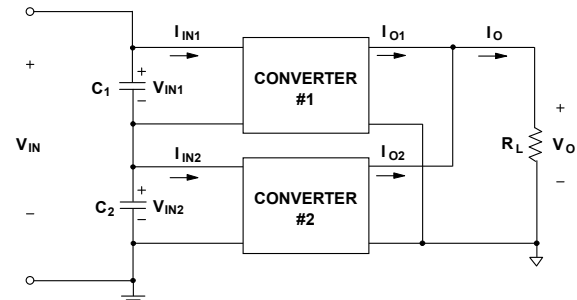 I IN1
I O1
I O
+
+
C1
V IN1
−
CONVERTER
#1
+
V IN
R L
V O
I IN2
I O2
−
−
+
C2
V IN2
−
CONVERTER
#2